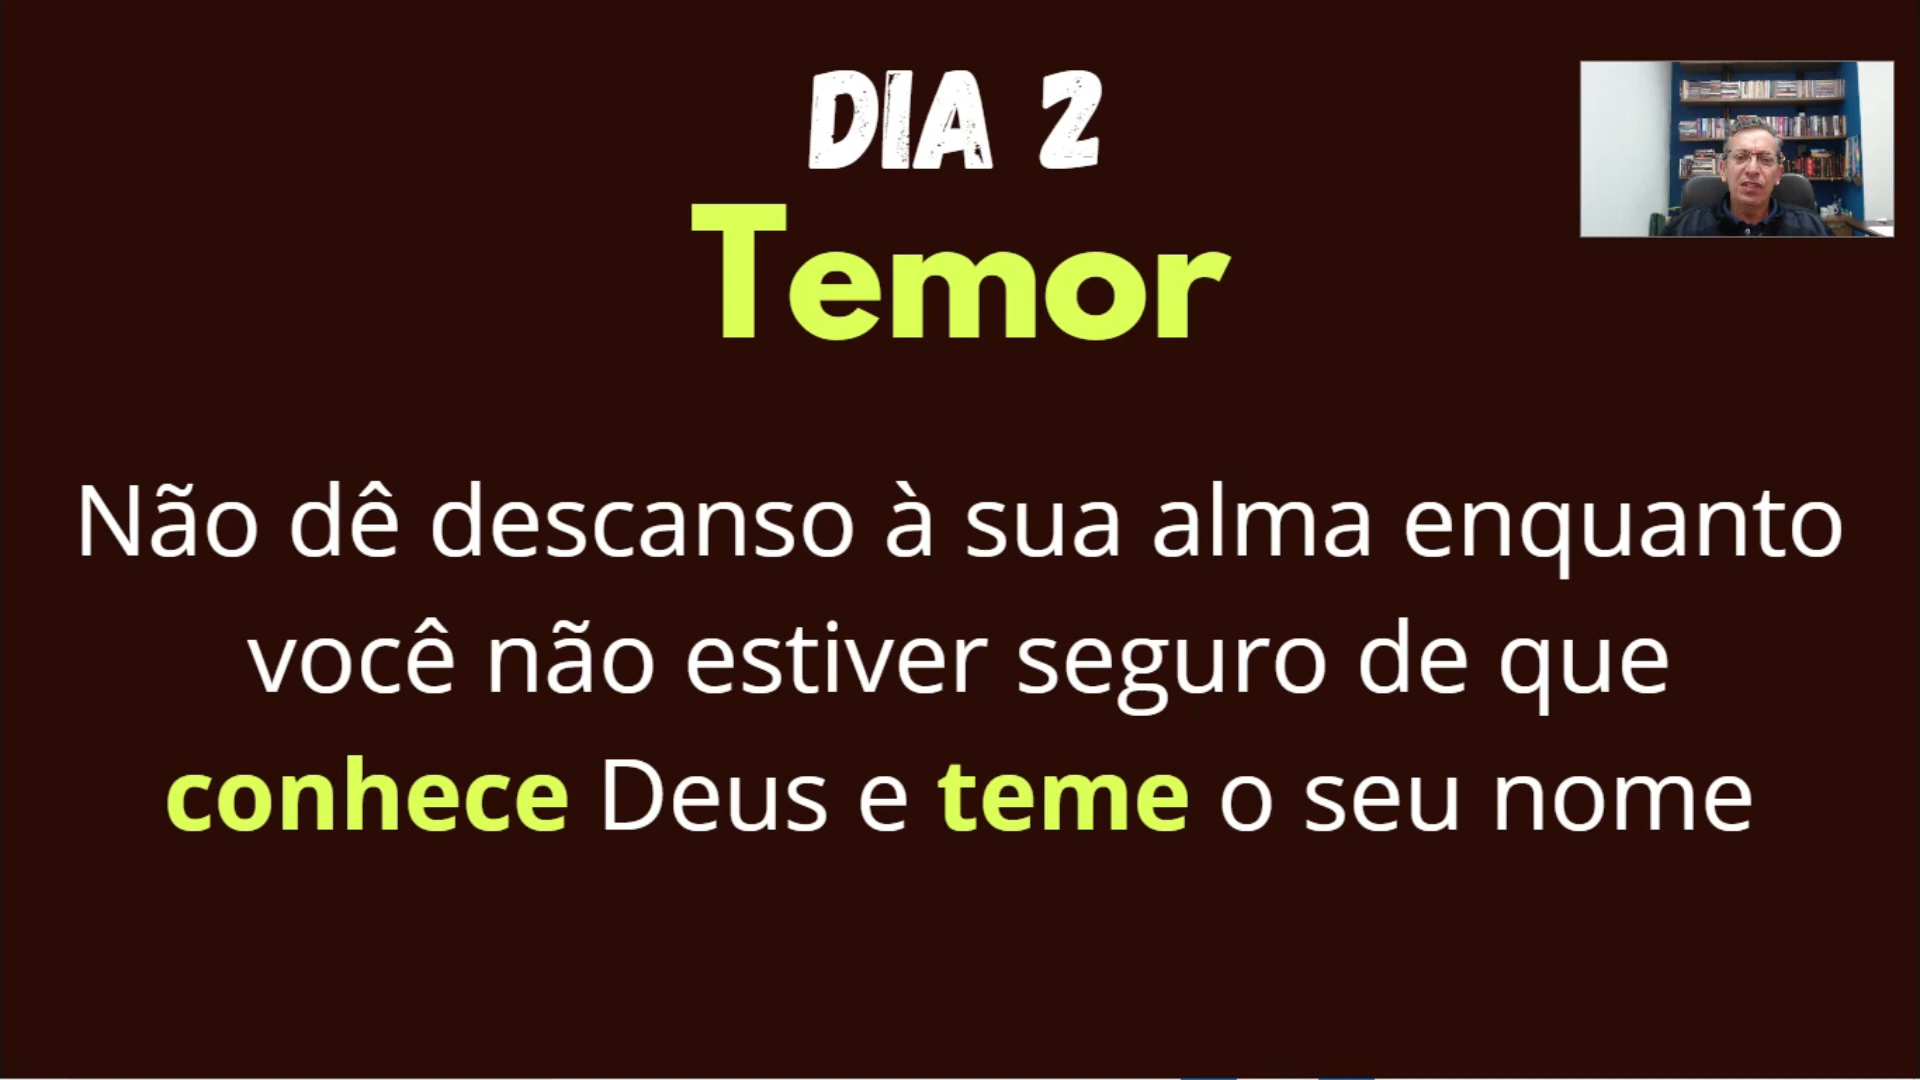 DIA 2
Temor
Não dê descanso à sua alma enquanto
você não estiver seguro de que
conhece Deus e teme o seu nome